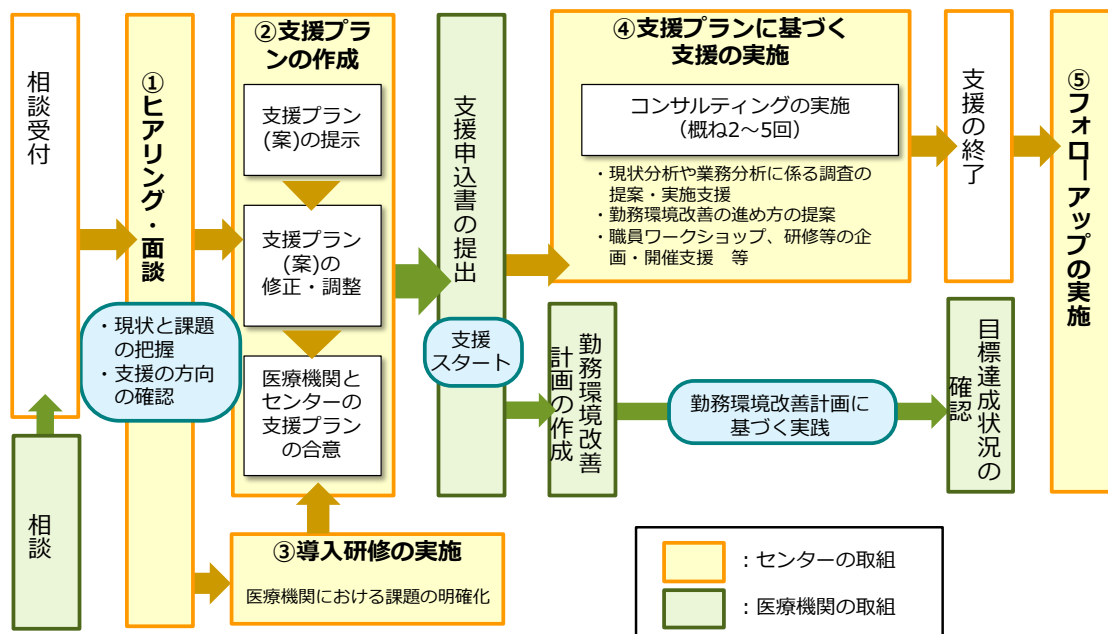 相談受付
相談
①ヒアリング・面談
・現状と課題
の把握
・支援の方向
の確認
②支援プラ
ンの作成
支援プラン
(案)の提示
支援プラン
(案)の
修正・調整
医療機関と
センターの
支援プラン
の合意
③導入研修の実施
医療機関における課題の明確化
支援申込書の提出
支援
スタート
④支援プランに基づく
支援の実施
コンサルティングの実施
（概ね2～5回）
・現状分析や業務分析に係る調査の
提案・実施支援
・勤務環境改善の進め方の提案
・職員ワークショップ、研修等の企
画・開催支援　等
勤務環境改善
計画の作成
勤務環境改善計画に
基づく実践
支援の終了
目標達成状況の
確認
⑤フォローアップの実施
：センターの取組
：医療機関の取組